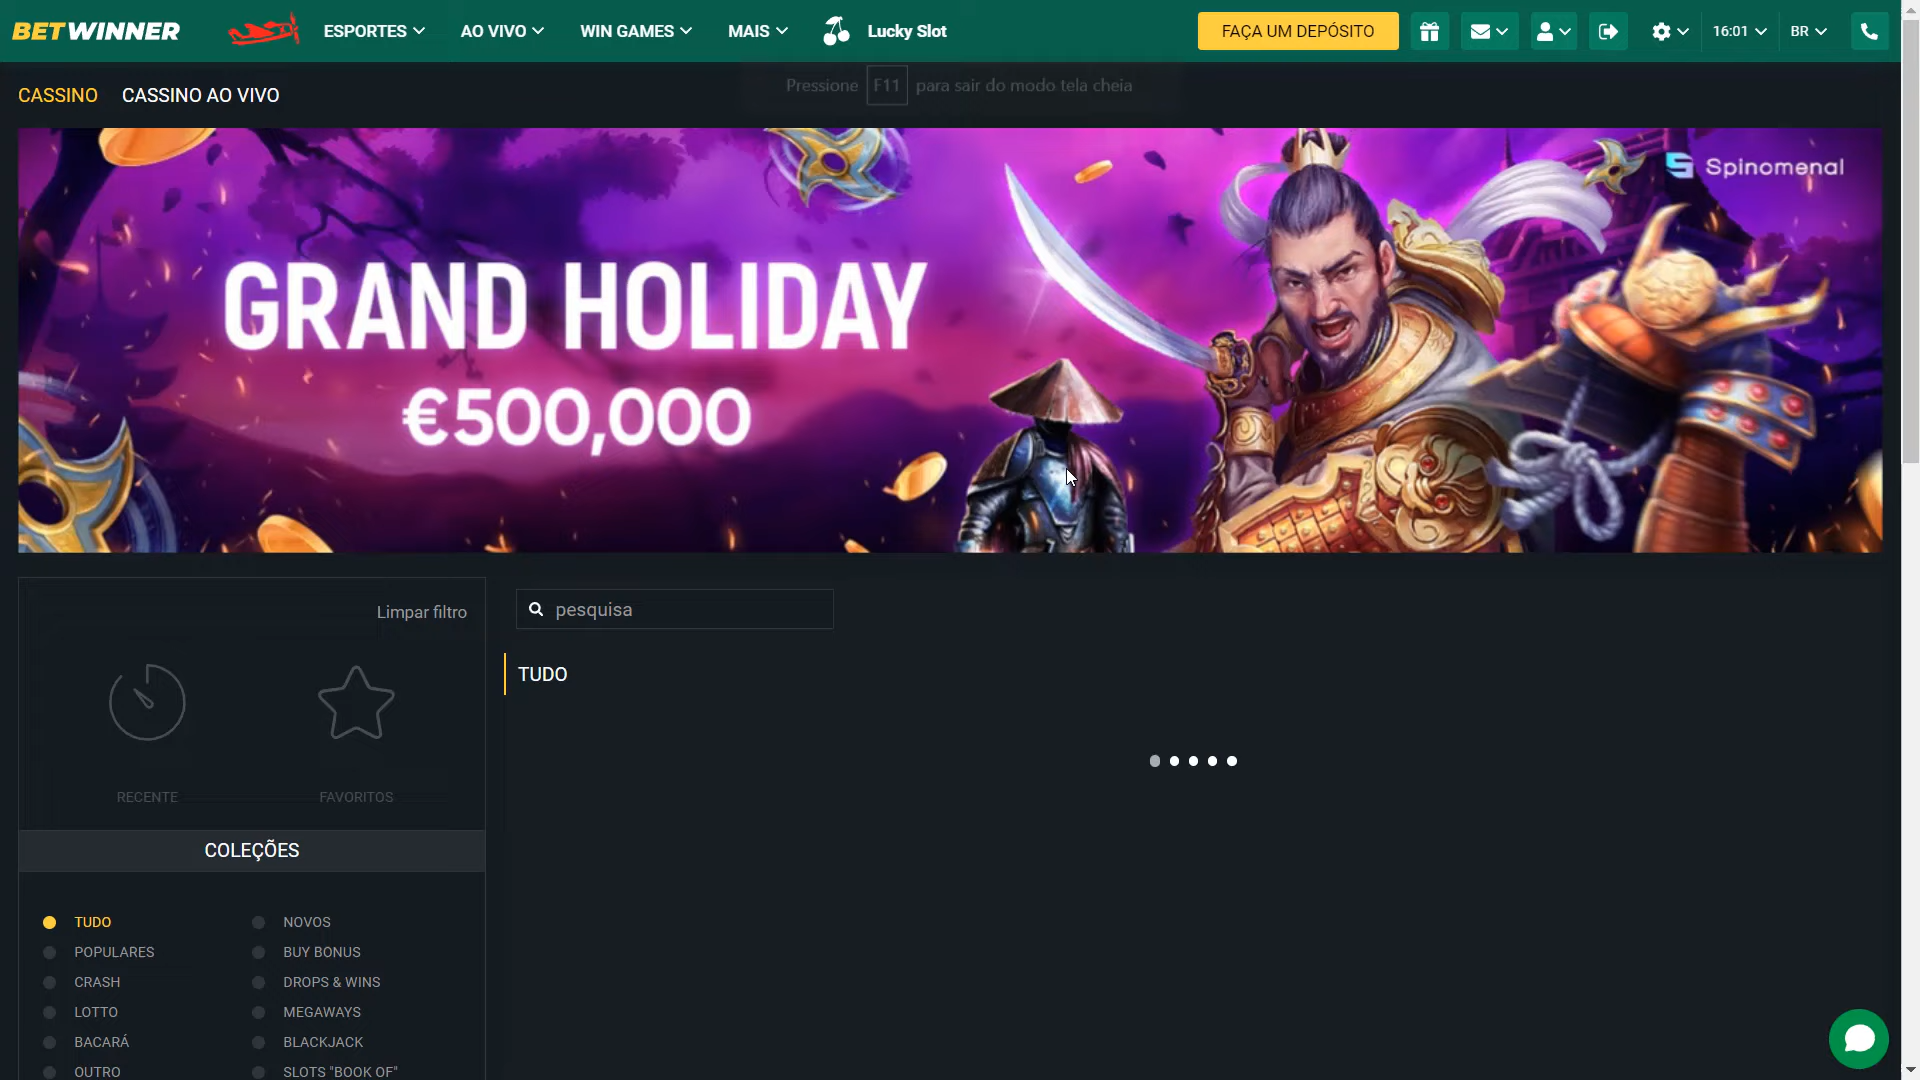 BETWINNER
ESPORTES
AO VIVO
WIN GAMES
MAIS
Lucky Slot
FAÇA UM DEPÓSITO
16:01
BR
CASSINO
CASSINO AO VIVO
Pressione F11 para sair do modo tela cheia
Spinomenal
GRAND HOLIDAY
€500,000
Limpar filtro
pesquisa
TUDO
RECENTE
FAVORITOS
COLEÇÕES
TUDO
NOVOS
POPULARES
BUY BONUS
CRASH
DROPS & WINS
LOTTO
MEGAWAYS
BACARÁ
BLACKJACK
OUTRO
SLOTS "BOOK OF"